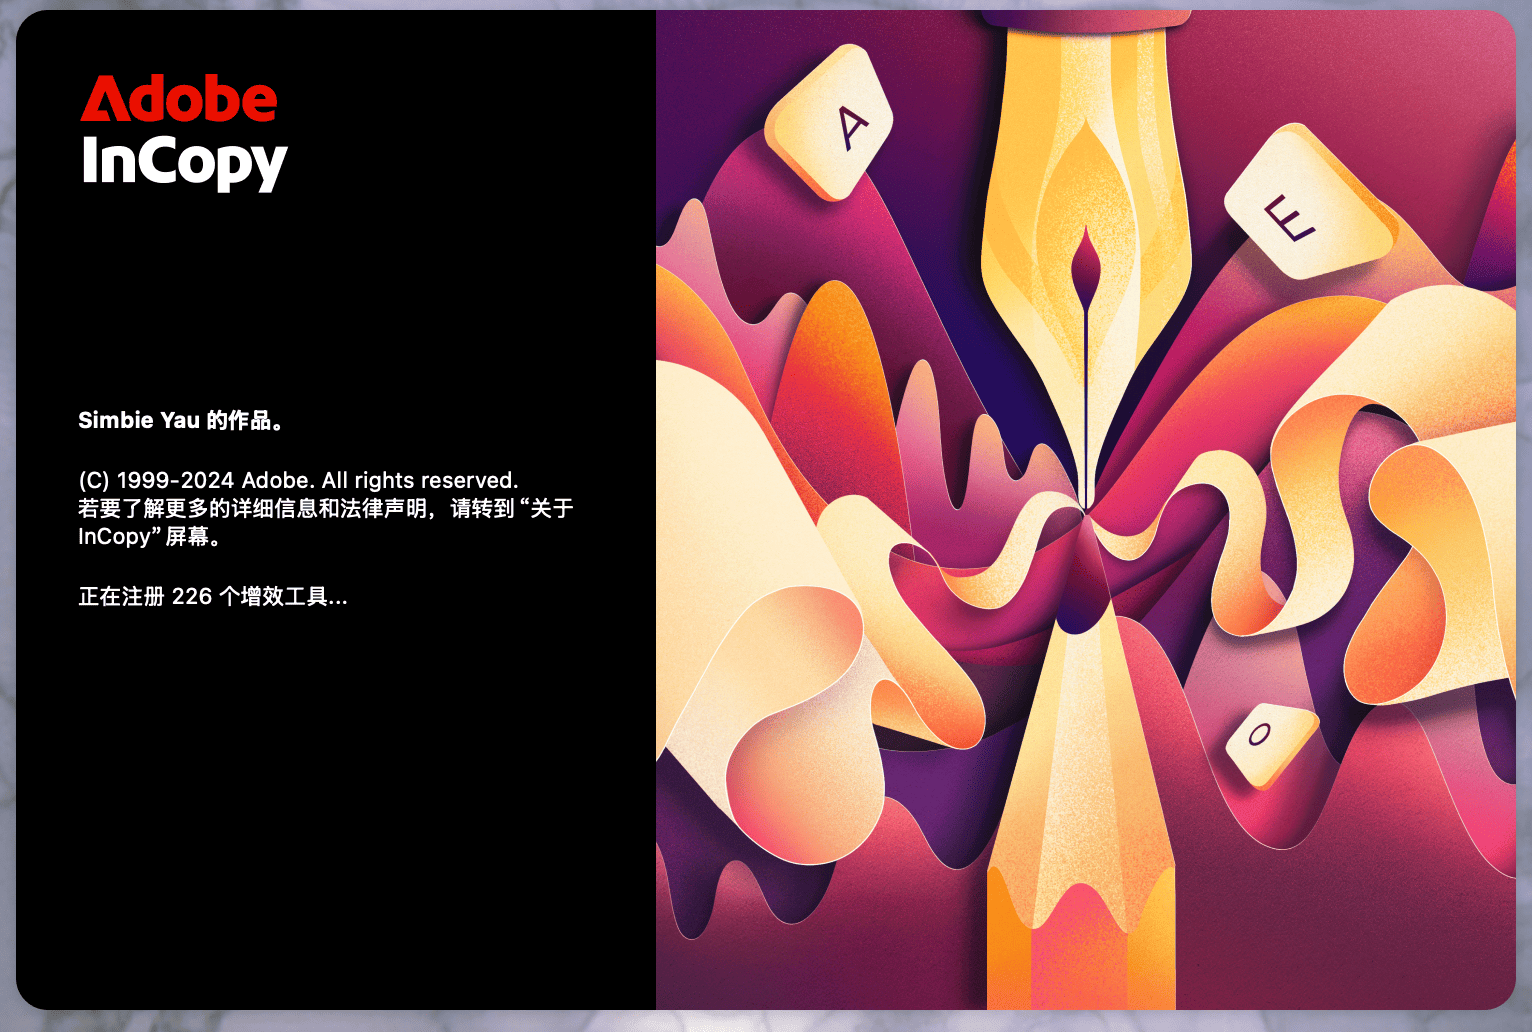 Adobe
InCopy
Simbie Yau 的作品。
(C) 1999-2024 Adobe. All rights reserved.
若要了解更多的详细信息和法律声明，请转到“关于
InCopy”屏幕。
正在注册 226 个增效工具...
A
E
O